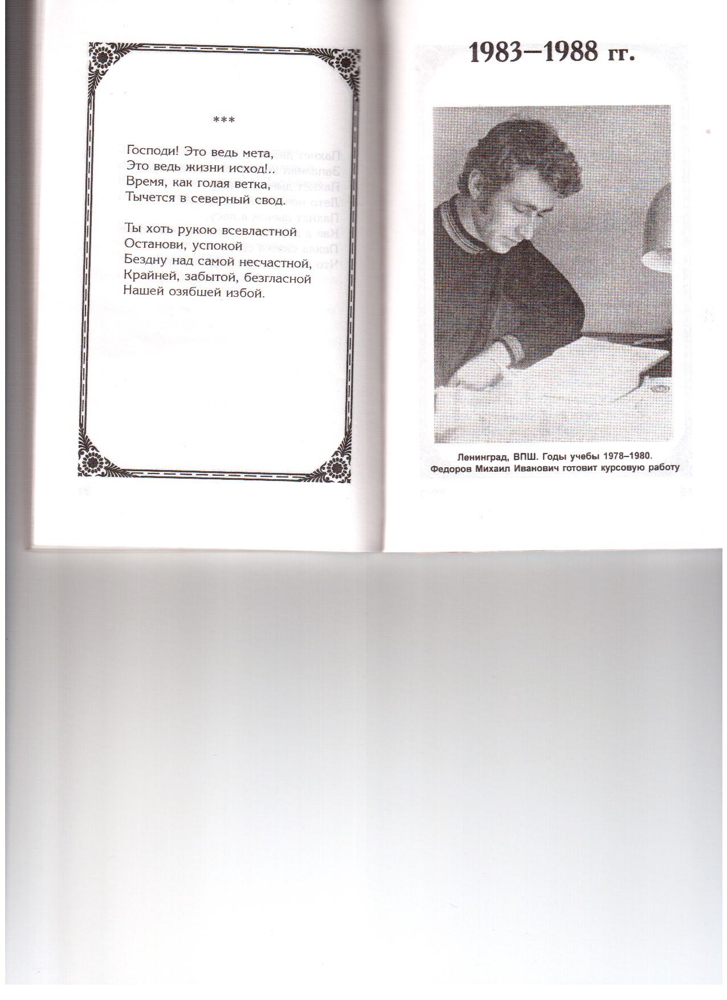 ***
Господи! Это ведь мета,
Это ведь жизни исход!..
Время, как голая ветка,
Тычется в северный свод.
Ты хоть рукою всевластной
Останови, успокой
Бездну над самой несчастной,
Крайней, забытой, безгласной
Нашей озябшей избой.
1983—1988 гг.
Ленинград, ВПШ. Годы учебы 1978–1980.
Федоров Михаил Иванович готовит курсовую работу